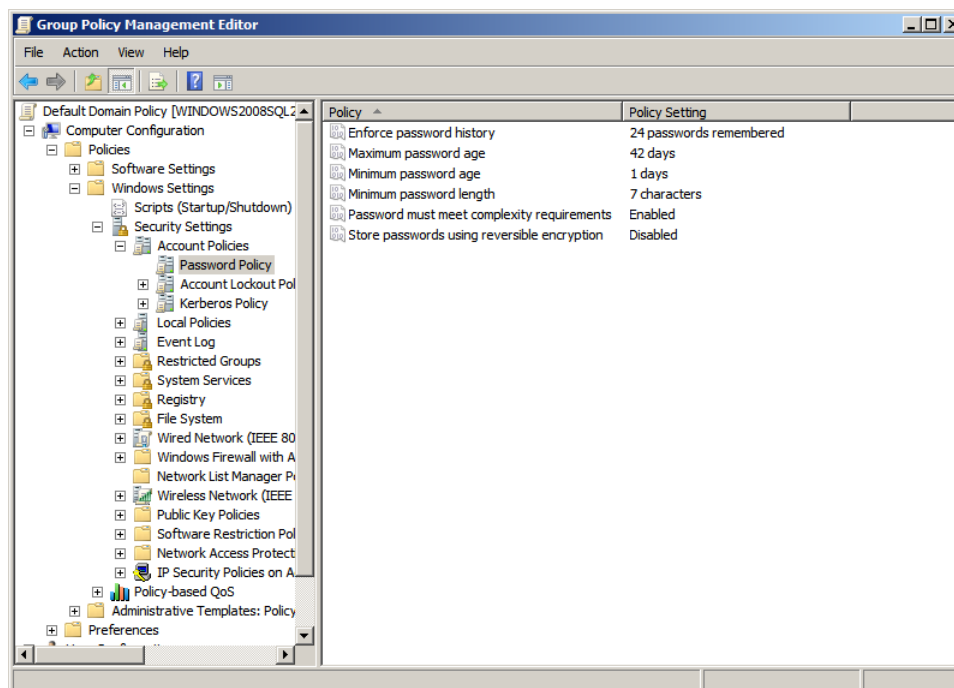 Group Policy Management Editor
File Action View Help
Default Domain Policy [WINDOWS2008SQL2
Computer Configuration
Policies
Software Settings
Windows Settings
Scripts (Startup/Shutdown)
Security Settings
Account Policies
Password Policy
Account Lockout Pol
Kerberos Policy
Local Policies
Event Log
Restricted Groups
System Services
Registry
File System
Wired Network (IEEE 80
Windows Firewall with A
Network List Manager P
Wireless Network (IEEE
Public Key Policies
Software Restriction Pol
Network Access Protect
IP Security Policies on A
Policy-based QoS
Administrative Templates: Policy
Preferences
Policy Policy Setting
Enforce password history 24 passwords remembered
Maximum password age 42 days
Minimum password age 1 days
Minimum password length 7 characters
Password must meet complexity requirements Enabled
Store passwords using reversible encryption Disabled